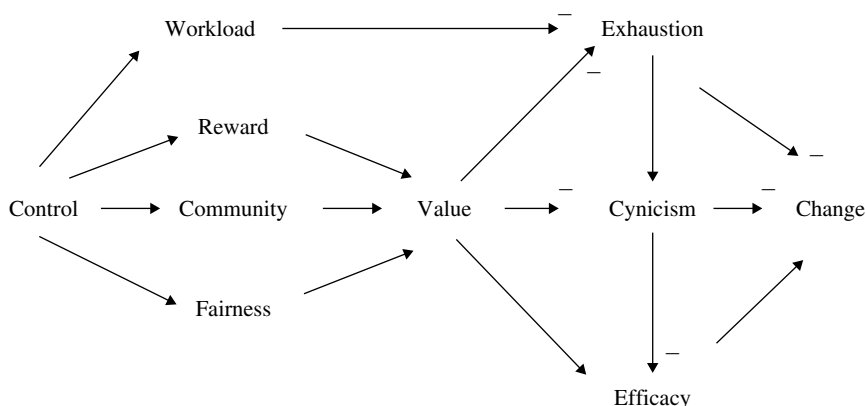 Workload – Exhaustion
–
Reward
–
Control Community Value – Cynicism – Change
Fairness
–
Efficacy